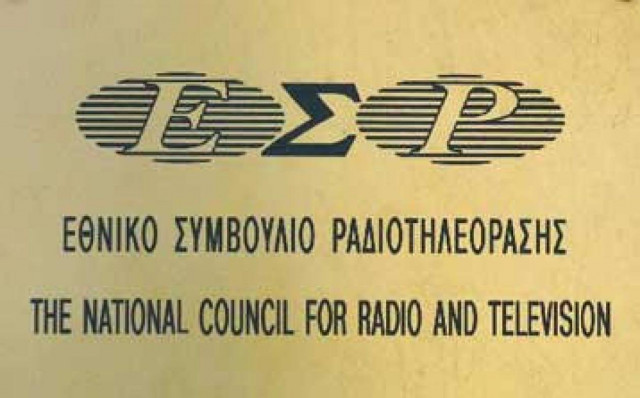 ΕΣΡ
ΕΘΝΙΚΟ ΣΥΜΒΟΥΛΙΟ ΡΑΔΙΟΤΗΛΕΟΡΑΣΗΣ
THE NATIONAL COUNCIL FOR RADIO AND TELEVISION